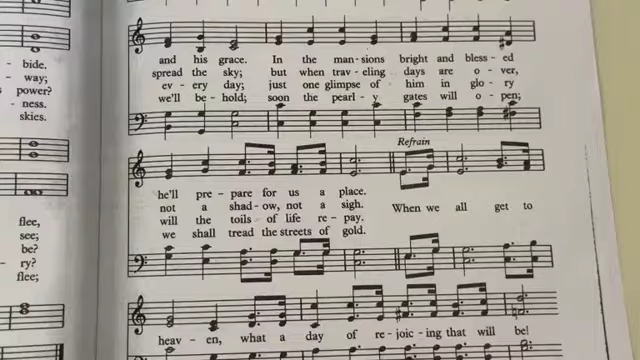 - bide.
- way;
power?
- ness.
skies.
flee,
see;
be?
- ry?
flee;
and his grace. In the man - sions bright and bless - ed
spread the sky; but when trav - eling days are o - ver,
ev - ery day; just one glimpse of him in glo - ry
we'll be - hold; soon the pearl - y gates will o - pen;
Refrain
he'll pre - pare for us a place.
not a shad - ow, not a sigh. When we all get to
will the toils of life re - pay.
we shall tread the streets of gold.
heav - en, what a day of re - joic - ing that will be!